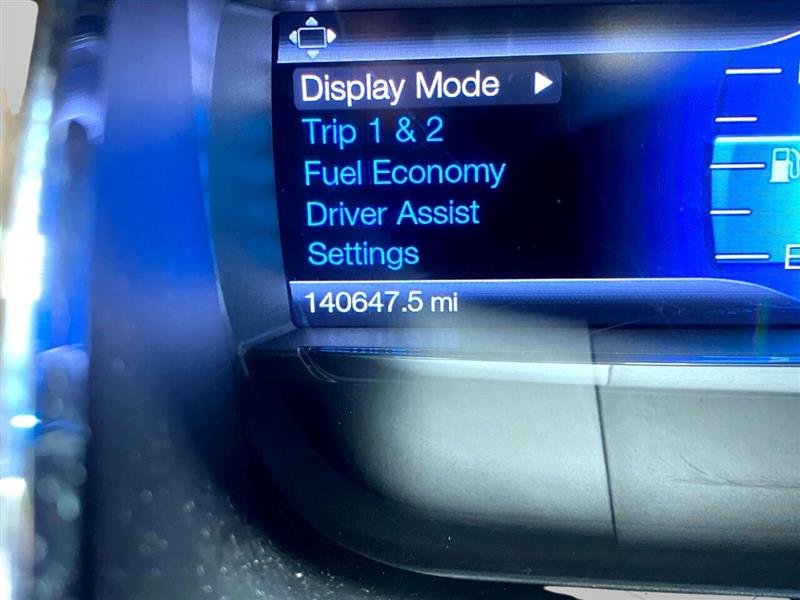 Display Mode
Trip 1 & 2
Fuel Economy
Driver Assist
Settings
140647.5 mi